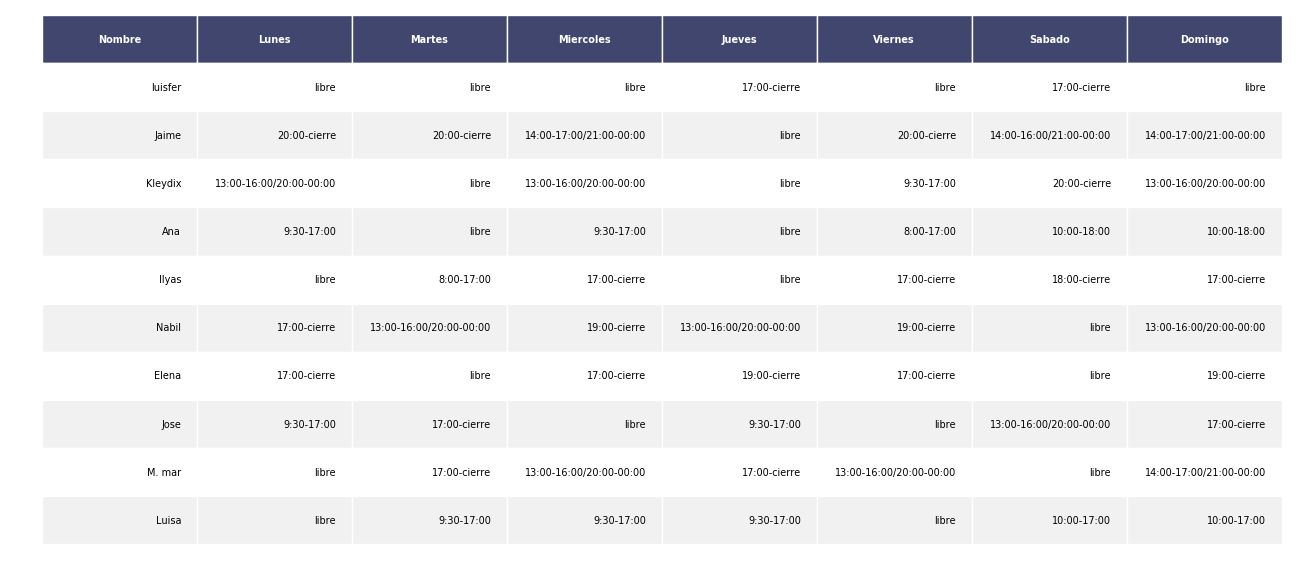 Nombre Lunes Martes Miercoles Jueves Viernes Sabado Domingo
luisfer libre libre libre 17:00-cierre libre 17:00-cierre libre
Jaime 20:00-cierre 20:00-cierre 14:00-17:00/21:00-00:00 libre 20:00-cierre 14:00-16:00/21:00-00:00 14:00-17:00/21:00-00:00
Kleydix 13:00-16:00/20:00-00:00 libre 13:00-16:00/20:00-00:00 libre 9:30-17:00 20:00-cierre 13:00-16:00/20:00-00:00
Ana 9:30-17:00 libre 9:30-17:00 libre 8:00-17:00 10:00-18:00 10:00-18:00
Ilyas libre 8:00-17:00 17:00-cierre libre 17:00-cierre 18:00-cierre 17:00-cierre
Nabil 17:00-cierre 13:00-16:00/20:00-00:00 19:00-cierre 13:00-16:00/20:00-00:00 19:00-cierre libre 13:00-16:00/20:00-00:00
Elena 17:00-cierre libre 17:00-cierre 19:00-cierre 17:00-cierre libre 19:00-cierre
Jose 9:30-17:00 17:00-cierre libre 9:30-17:00 libre 13:00-16:00/20:00-00:00 17:00-cierre
M. mar libre 17:00-cierre 13:00-16:00/20:00-00:00 17:00-cierre 13:00-16:00/20:00-00:00 libre 14:00-17:00/21:00-00:00
Luisa libre 9:30-17:00 9:30-17:00 9:30-17:00 libre 10:00-17:00 10:00-17:00